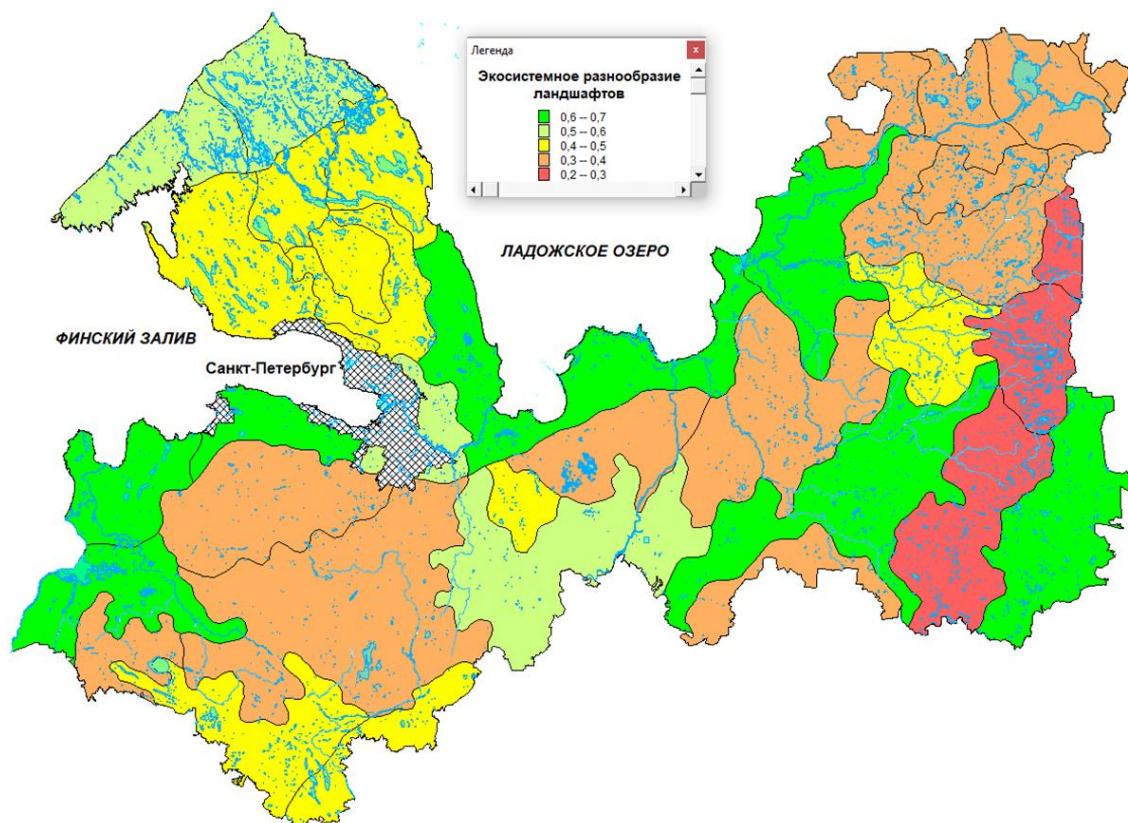 Легенда
x
Экосистемное разнообразие
ландшафтов
0,6 -- 0,7
0,5 -- 0,6
0,4 -- 0,5
0,3 -- 0,4
0,2 -- 0,3
ЛАДОЖСКОЕ ОЗЕРО
ФИНСКИЙ ЗАЛИВ
Санкт-Петербург